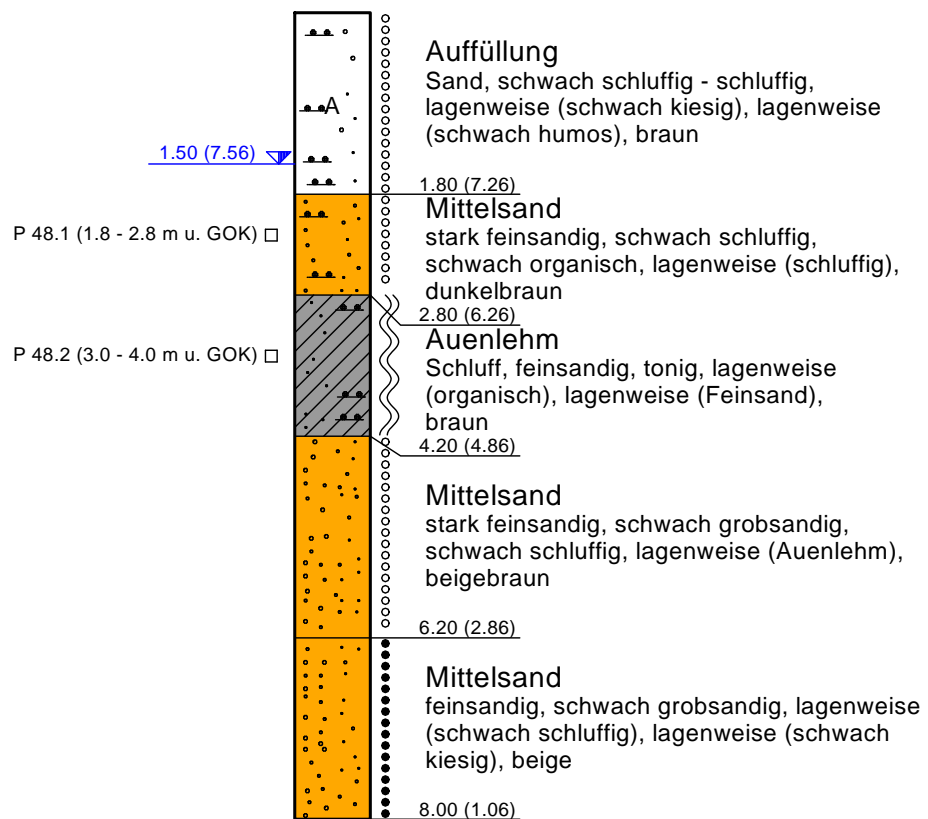 Auffüllung
Sand, schwach schluffig - schluffig,
lagenweise (schwach kiesig), lagenweise
(schwach humos), braun
A
1.50 (7.56)
1.80 (7.26)
Mittelsand
stark feinsandig, schwach schluffig,
schwach organisch, lagenweise (schluffig),
dunkelbraun
P 48.1 (1.8 - 2.8 m u. GOK)
2.80 (6.26)
Auenlehm
Schluff, feinsandig, tonig, lagenweise
(organisch), lagenweise (Feinsand),
braun
P 48.2 (3.0 - 4.0 m u. GOK)
4.20 (4.86)
Mittelsand
stark feinsandig, schwach grobsandig,
schwach schluffig, lagenweise (Auenlehm),
beigebraun
6.20 (2.86)
Mittelsand
feinsandig, schwach grobsandig, lagenweise
(schwach schluffig), lagenweise (schwach
kiesig), beige
8.00 (1.06)